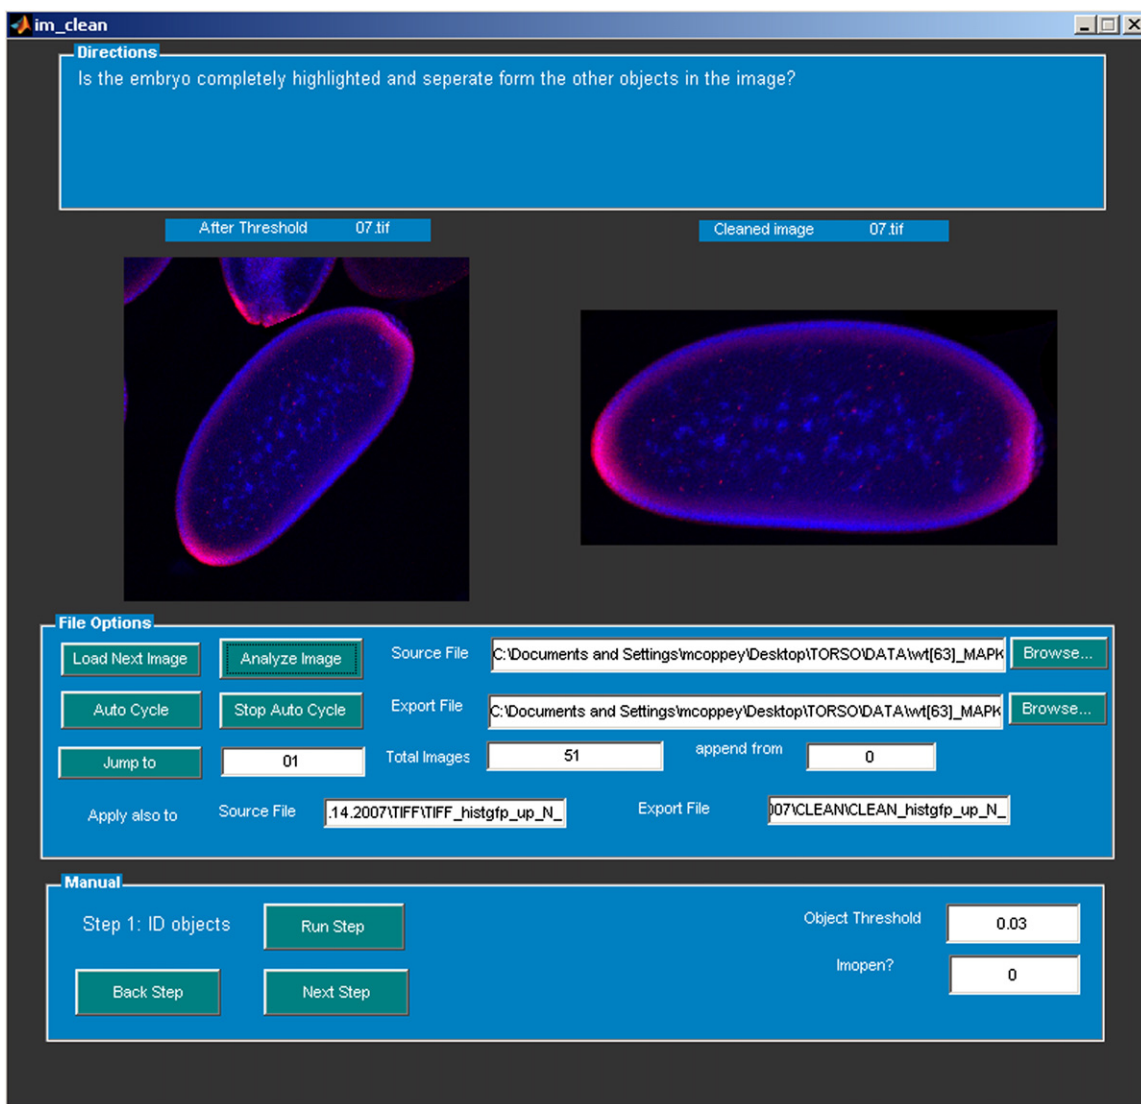 im_clean
Directions
Is the embryo completely highlighted and seperate form the other objects in the image?
After Threshold 07.tif
Cleaned image 07.tif
File Options
Load Next Image Analyze Image Source File C:\Documents and Settings\mcoppey\Desktop\TORSO\DATA\wt[63]_MAPK Browse...
Auto Cycle Stop Auto Cycle Export File C:\Documents and Settings\mcoppey\Desktop\TORSO\DATA\wt[63]_MAPK Browse...
Jump to 01 Total Images 51 append from 0
Apply also to Source File .14.2007\TIFF\TIFF_histgfp_up_N_ Export File 007\CLEAN\CLEAN_histgfp_up_N_
Manual
Step 1: ID objects Run Step Object Threshold 0.03
Imopen? 0
Back Step Next Step